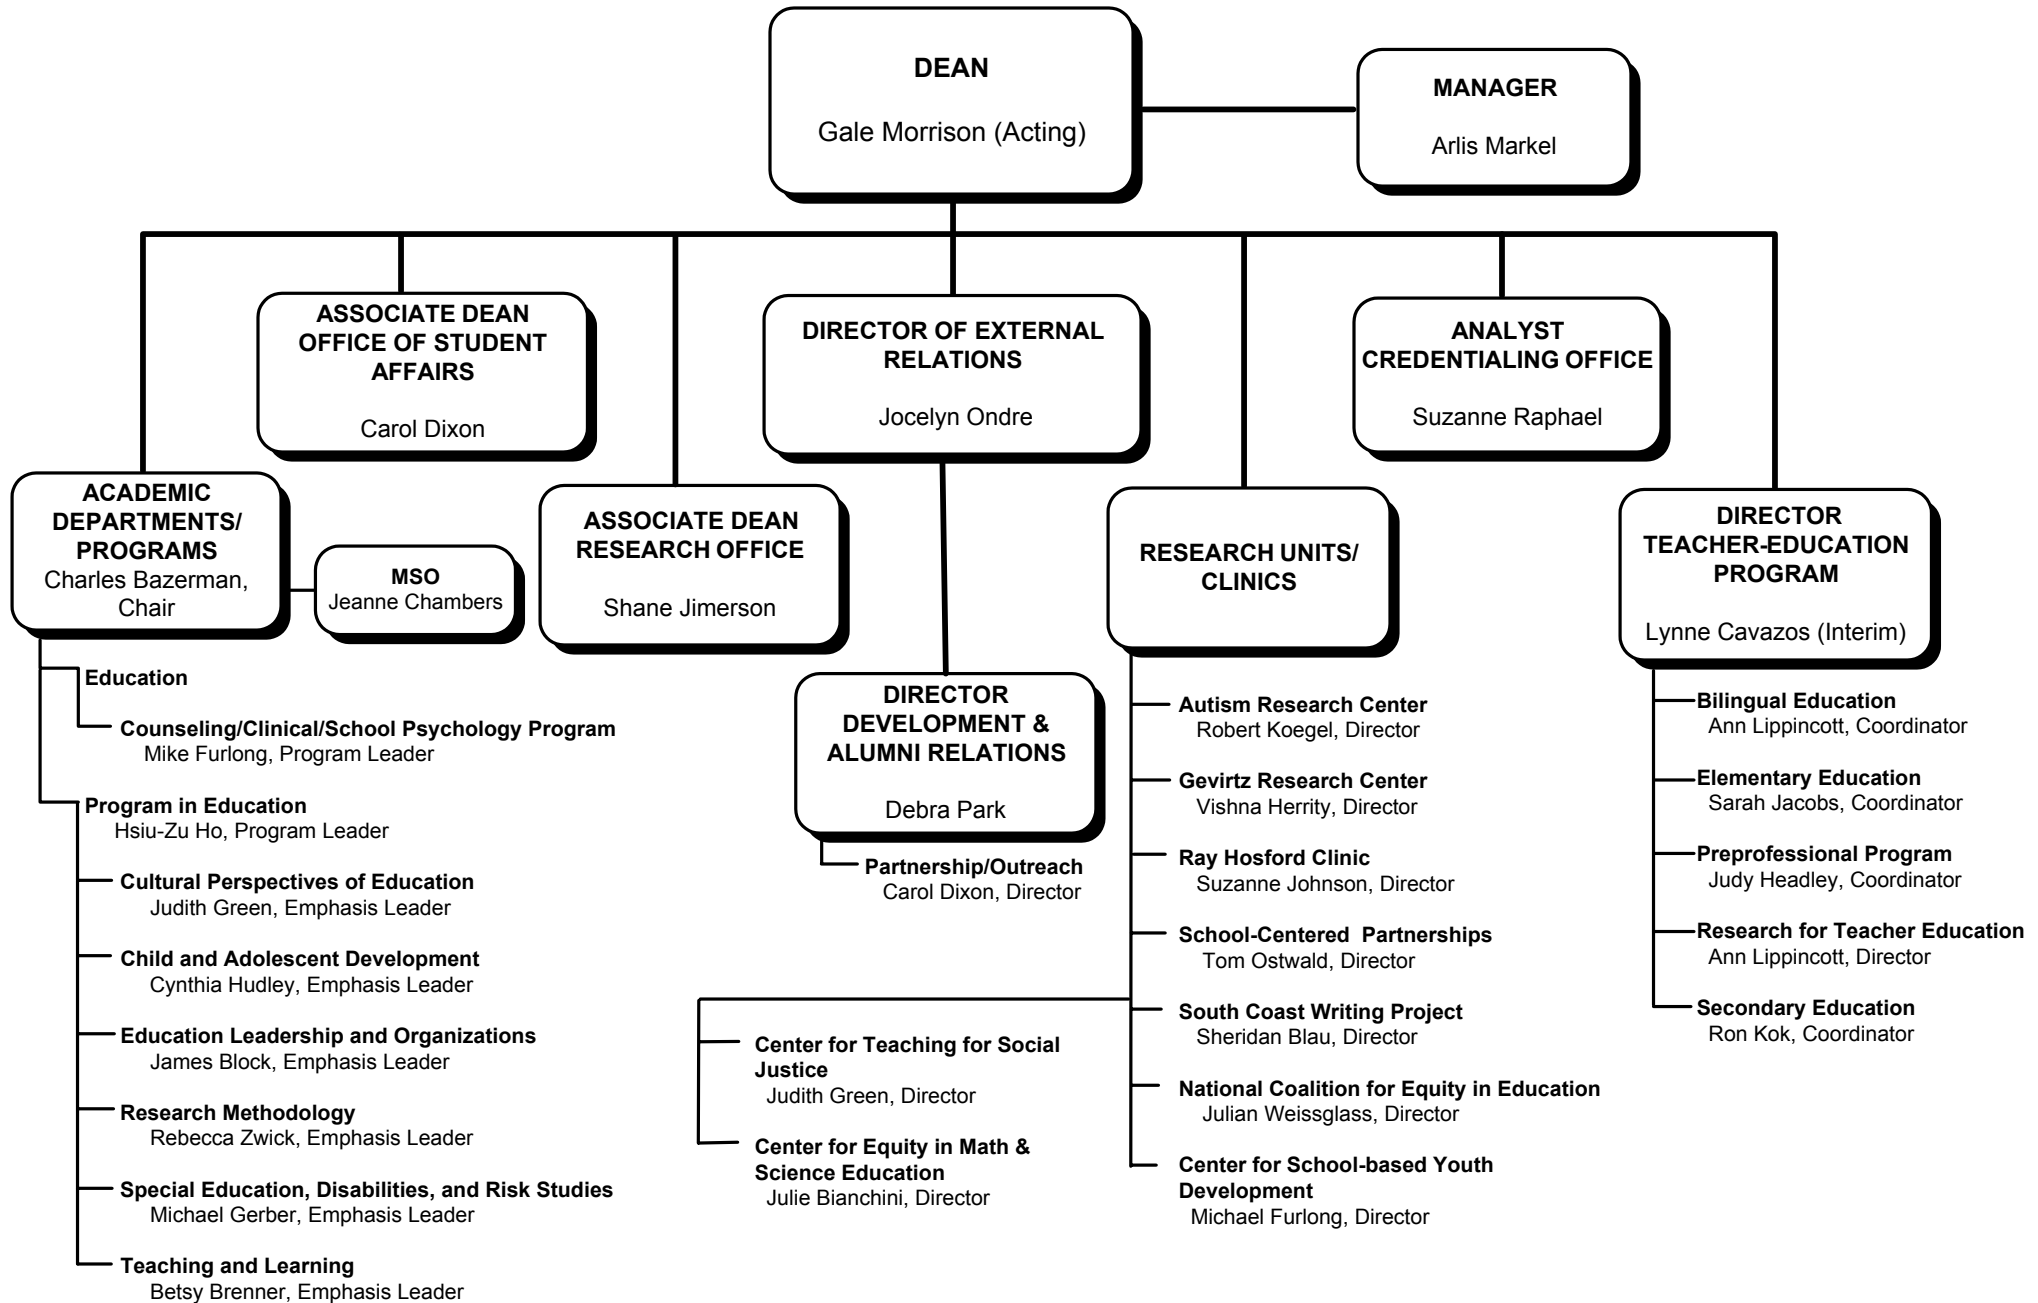 DEAN
Gale Morrison (Acting)
MANAGER
Arlis Markel
ASSOCIATE DEAN
OFFICE OF STUDENT
AFFAIRS
Carol Dixon
DIRECTOR OF EXTERNAL
RELATIONS
Jocelyn Ondre
ANALYST
CREDENTIALING OFFICE
Suzanne Raphael
ACADEMIC
DEPARTMENTS/
PROGRAMS
Charles Bazerman,
Chair
MSO
Jeanne Chambers
ASSOCIATE DEAN
RESEARCH OFFICE
Shane Jimerson
RESEARCH UNITS/
CLINICS
DIRECTOR
TEACHER-EDUCATION
PROGRAM
Lynne Cavazos (Interim)
Education
Counseling/Clinical/School Psychology Program
Mike Furlong, Program Leader
Program in Education
Hsiu-Zu Ho, Program Leader
Cultural Perspectives of Education
Judith Green, Emphasis Leader
Child and Adolescent Development
Cynthia Hudley, Emphasis Leader
Education Leadership and Organizations
James Block, Emphasis Leader
Research Methodology
Rebecca Zwick, Emphasis Leader
Special Education, Disabilities, and Risk Studies
Michael Gerber, Emphasis Leader
Teaching and Learning
Betsy Brenner, Emphasis Leader
DIRECTOR
DEVELOPMENT &
ALUMNI RELATIONS
Debra Park
Partnership/Outreach
Carol Dixon, Director
Center for Teaching for Social
Justice
Judith Green, Director
Center for Equity in Math &
Science Education
Julie Bianchini, Director
Autism Research Center
Robert Koegel, Director
Gevirtz Research Center
Vishna Herrity, Director
Ray Hosford Clinic
Suzanne Johnson, Director
School-Centered Partnerships
Tom Ostwald, Director
South Coast Writing Project
Sheridan Blau, Director
National Coalition for Equity in Education
Julian Weissglass, Director
Center for School-based Youth
Development
Michael Furlong, Director
Bilingual Education
Ann Lippincott, Coordinator
Elementary Education
Sarah Jacobs, Coordinator
Preprofessional Program
Judy Headley, Coordinator
Research for Teacher Education
Ann Lippincott, Director
Secondary Education
Ron Kok, Coordinator